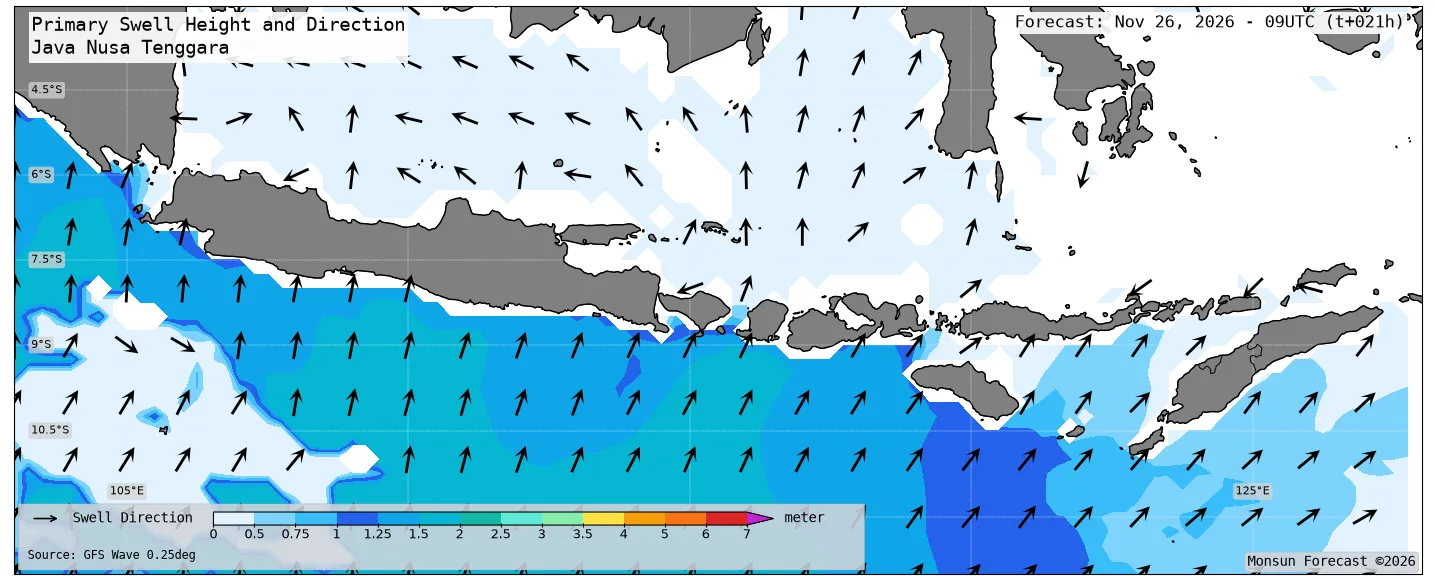 Primary Swell Height and Direction
Java Nusa Tenggara
Forecast: Nov 26, 2026 - 09UTC (t+021h)
4.5°S
6°S
7.5°S
9°S
10.5°S
105°E
125°E
Swell Direction
0 0.5 0.75 1 1.25 1.5 2 2.5 3 3.5 4 5 6 7
meter
Source: GFS Wave 0.25deg
Monsun Forecast ©2026